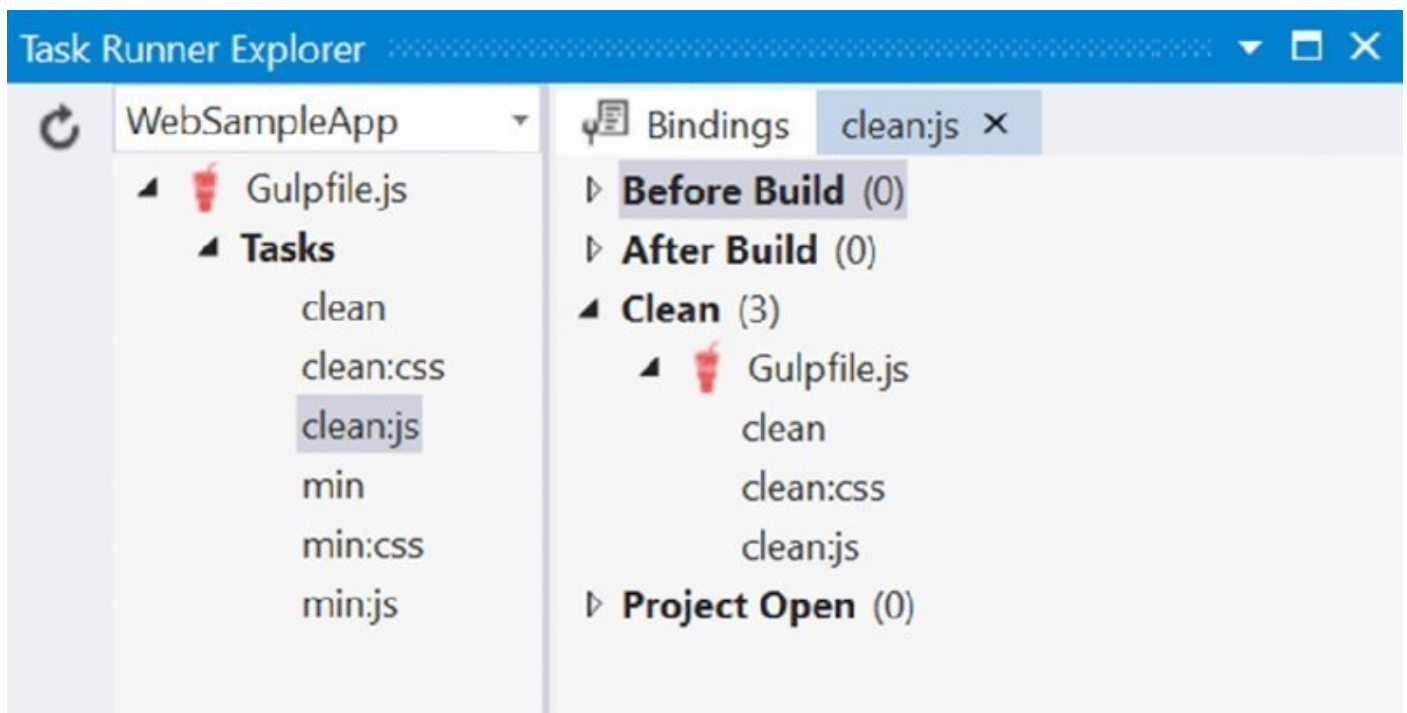 Task Runner Explorer
WebSampleApp
Gulpfile.js
Tasks
clean
clean:css
clean:js
min
min:css
min:js
Bindings clean:js
Before Build (0)
After Build (0)
Clean (3)
Gulpfile.js
clean
clean:css
clean:js
Project Open (0)